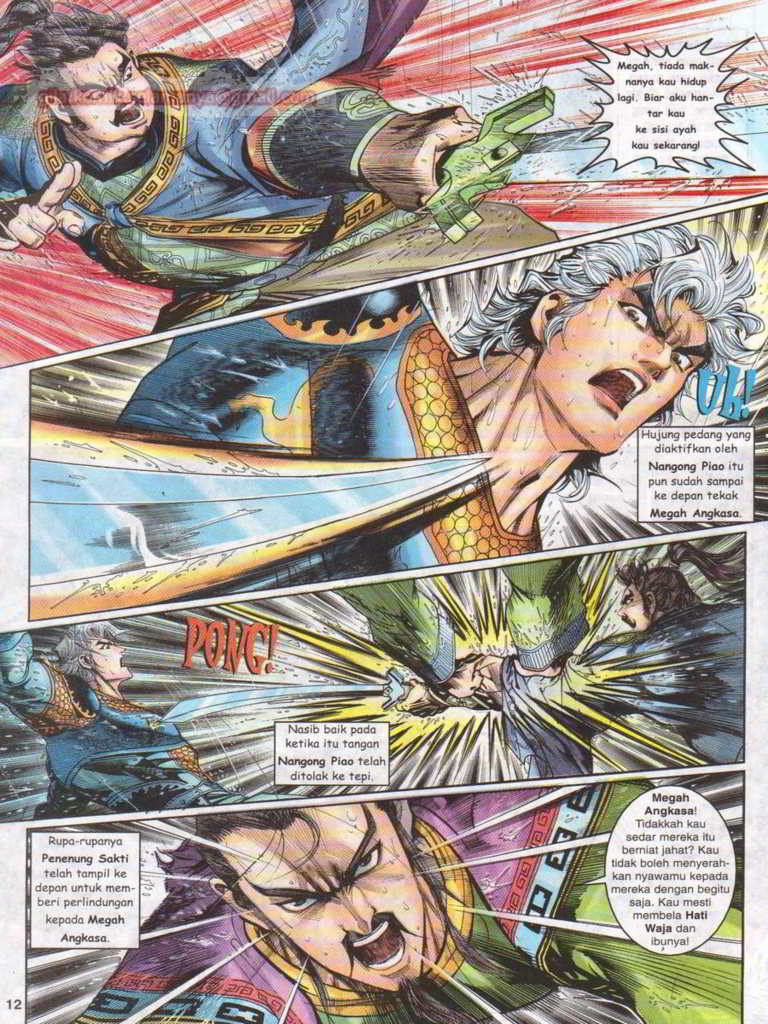 Megah, tiada mak-
nanya kau hidup
lagi. Biar aku han-
tar kau
ke sisi ayah
kau sekarang!
Uh!
Hujung pedang yang
diaktifkan oleh
Nangong Piao itu
pun sudah sampai
ke depan tekak
Megah Angkasa.
PONG!
Nasib baik pada
ketika itu tangan
Nangong Piao telah
ditolak ke tepi.
Rupa-rupanya
Penenung Sakti
telah tampil ke
depan untuk mem-
beri perlindungan
kepada Megah
Angkasa.
Megah
Angkasa!
Tidakkah kau
sedar mereka itu
berniat jahat? Kau
tidak boleh menyerah-
kan nyawamu kepada
mereka dengan begitu
saja. Kau mesti
membela Hati
Waja dan
ibunya!
12